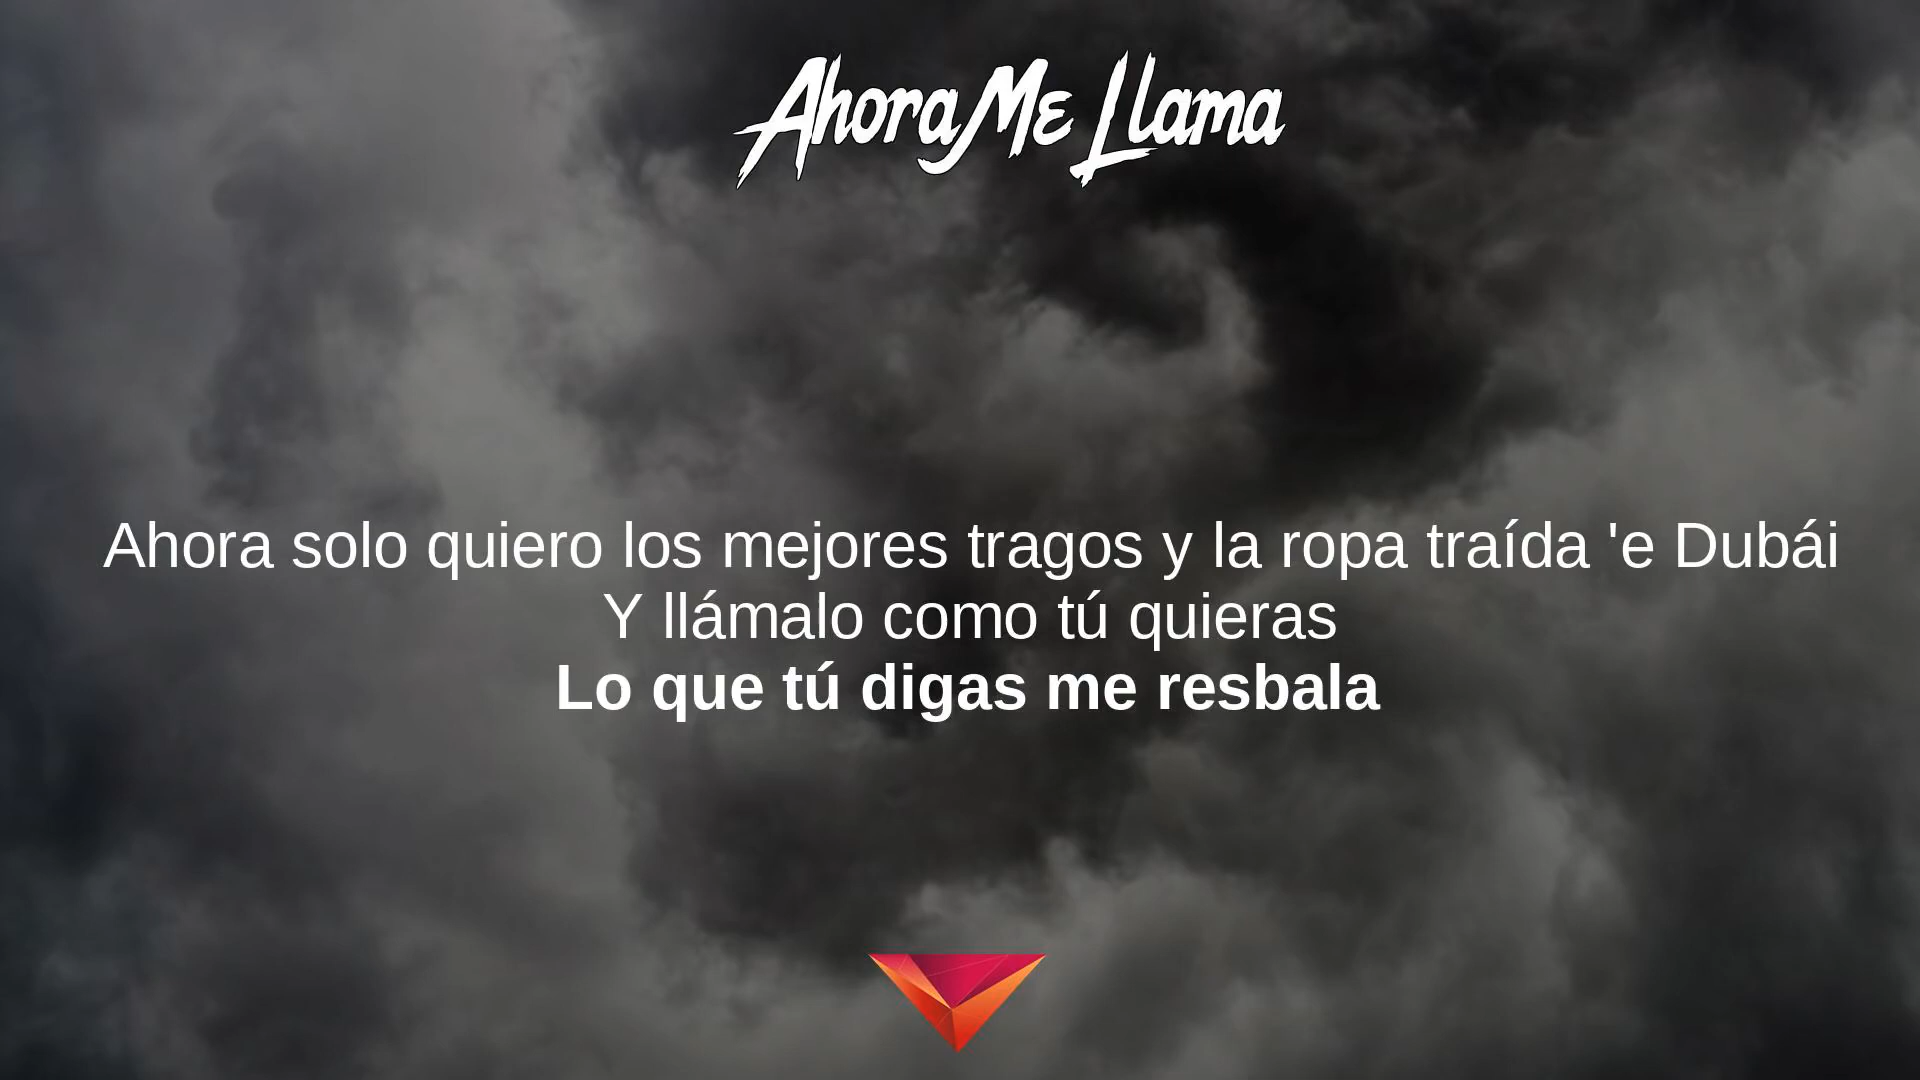 Ahora Me Llama
Ahora solo quiero los mejores tragos y la ropa traída 'e Dubái
Y llámalo como tú quieras
Lo que tú digas me resbala